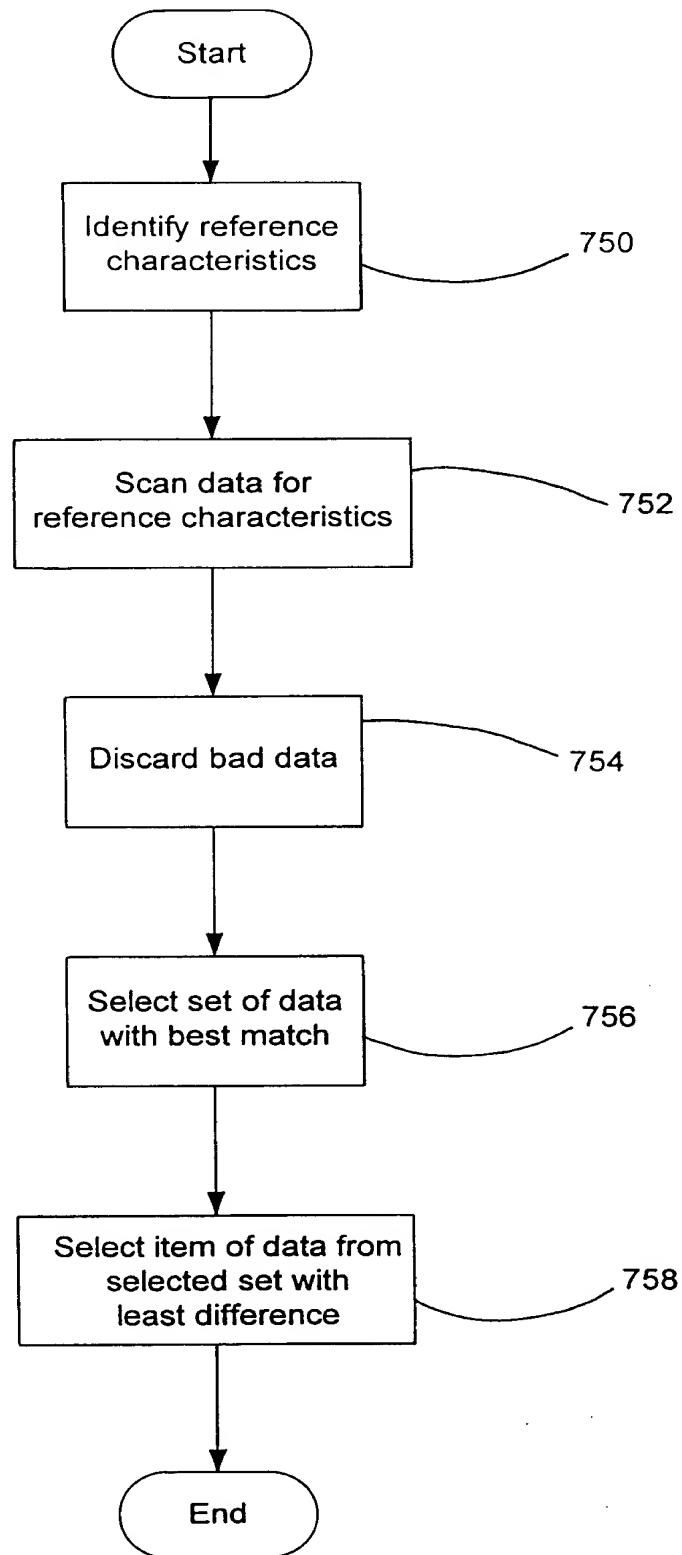 Start
Identify reference
characteristics
750
Scan data for
reference characteristics
752
Discard bad data
754
Select set of data
with best match
756
Select item of data from
selected set with
least difference
758
End